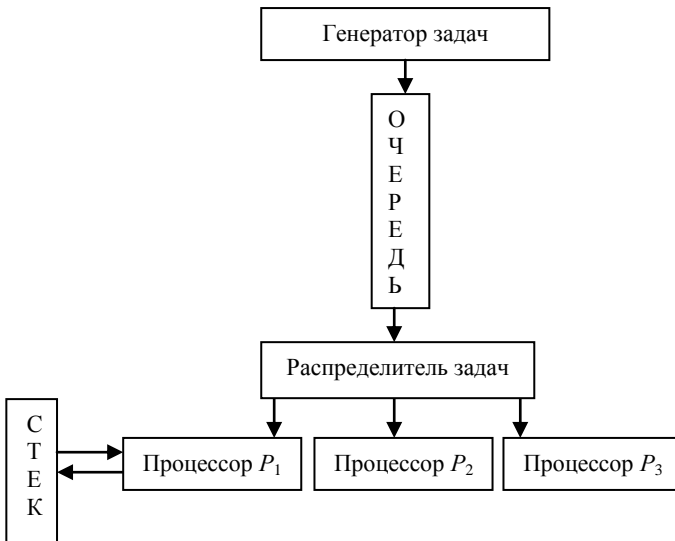 Генератор задач
О
Ч
Е
Р
Е
Д
Ь
Распределитель задач
С
Т
Е
К
Процессор P1
Процессор P2
Процессор P3